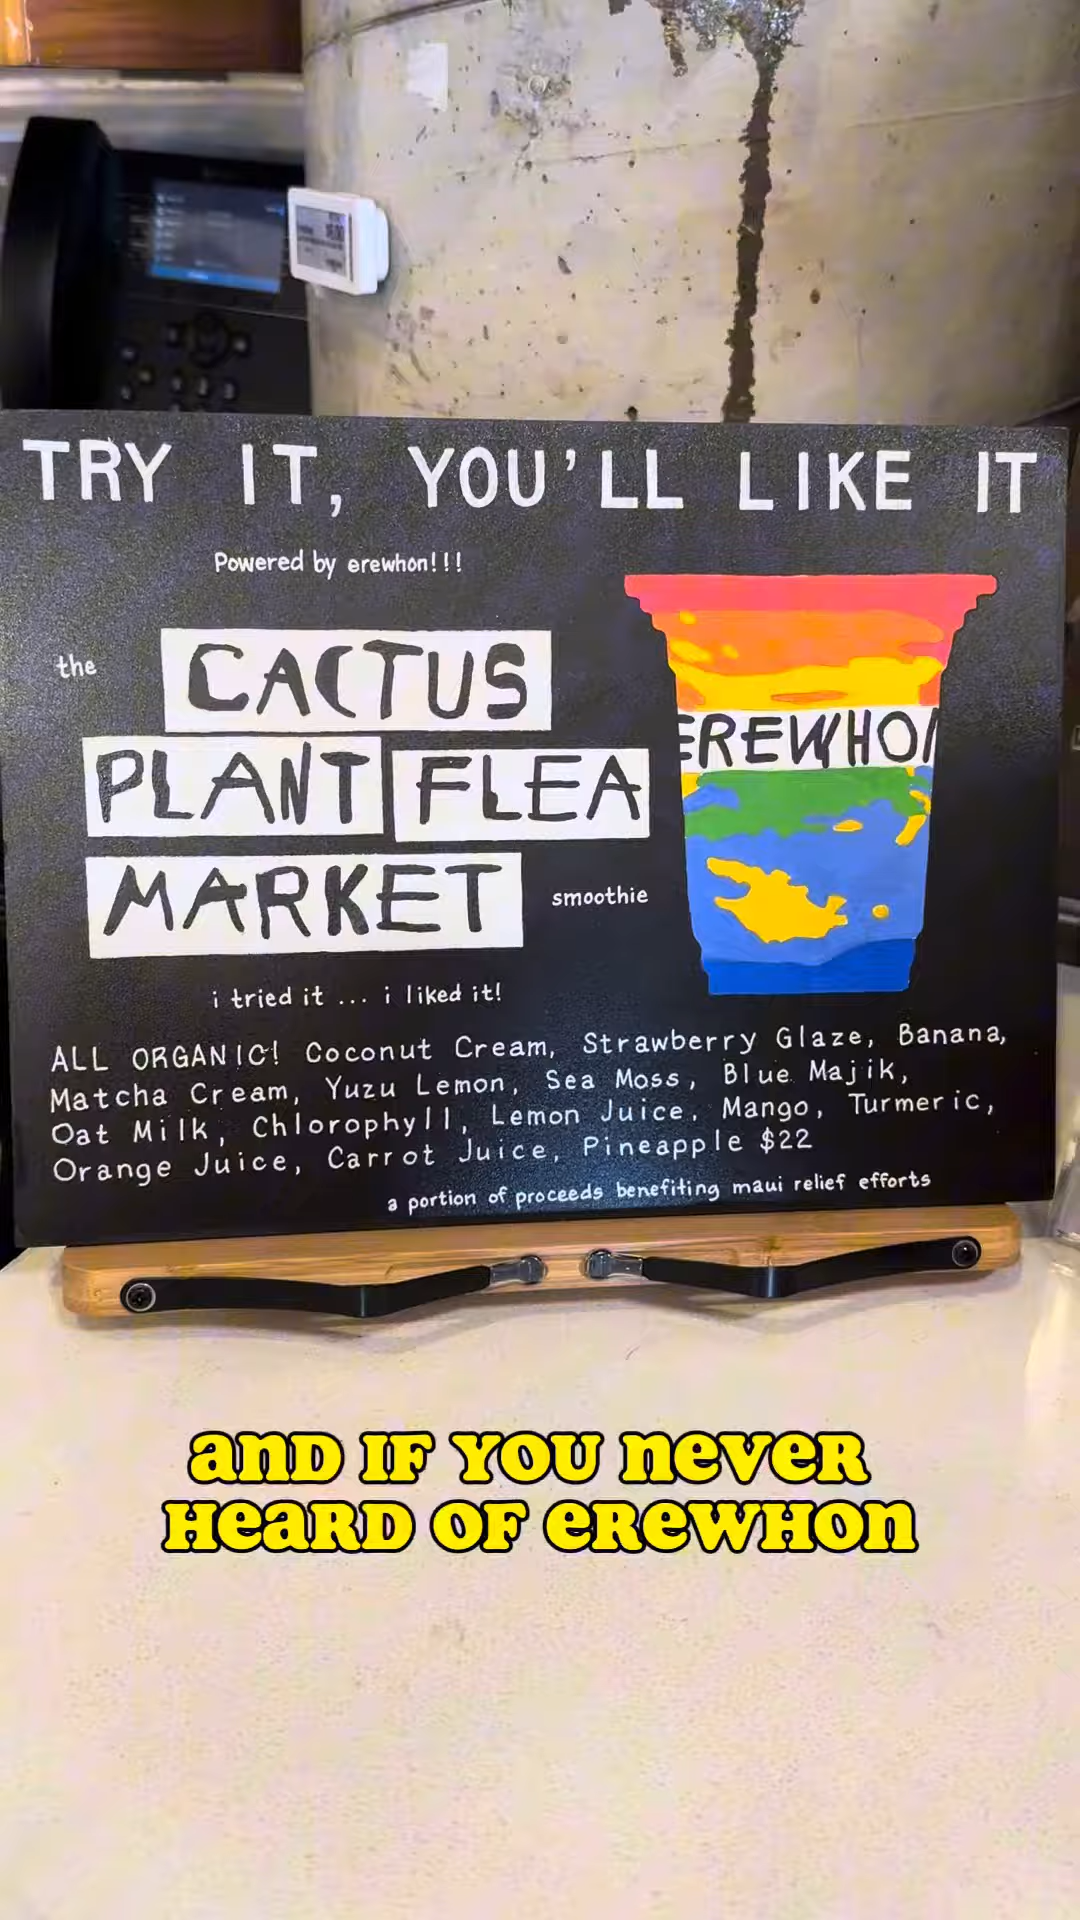 TRY IT, YOU'LL LIKE IT
Powered by erewhon!!!
the
CACTUS
PLANT FLEA
MARKET
smoothie
EREWHON
i tried it ... i liked it!
ALL ORGANIC! Coconut Cream, Strawberry Glaze, Banana,
Matcha Cream, Yuzu Lemon, Sea Moss, Blue Majik,
Oat Milk, Chlorophyll, Lemon Juice, Mango, Turmeric,
Orange Juice, Carrot Juice, Pineapple $22
a portion of proceeds benefiting maui relief efforts
AND IF YOU NEVER
HEARD OF EREWHON